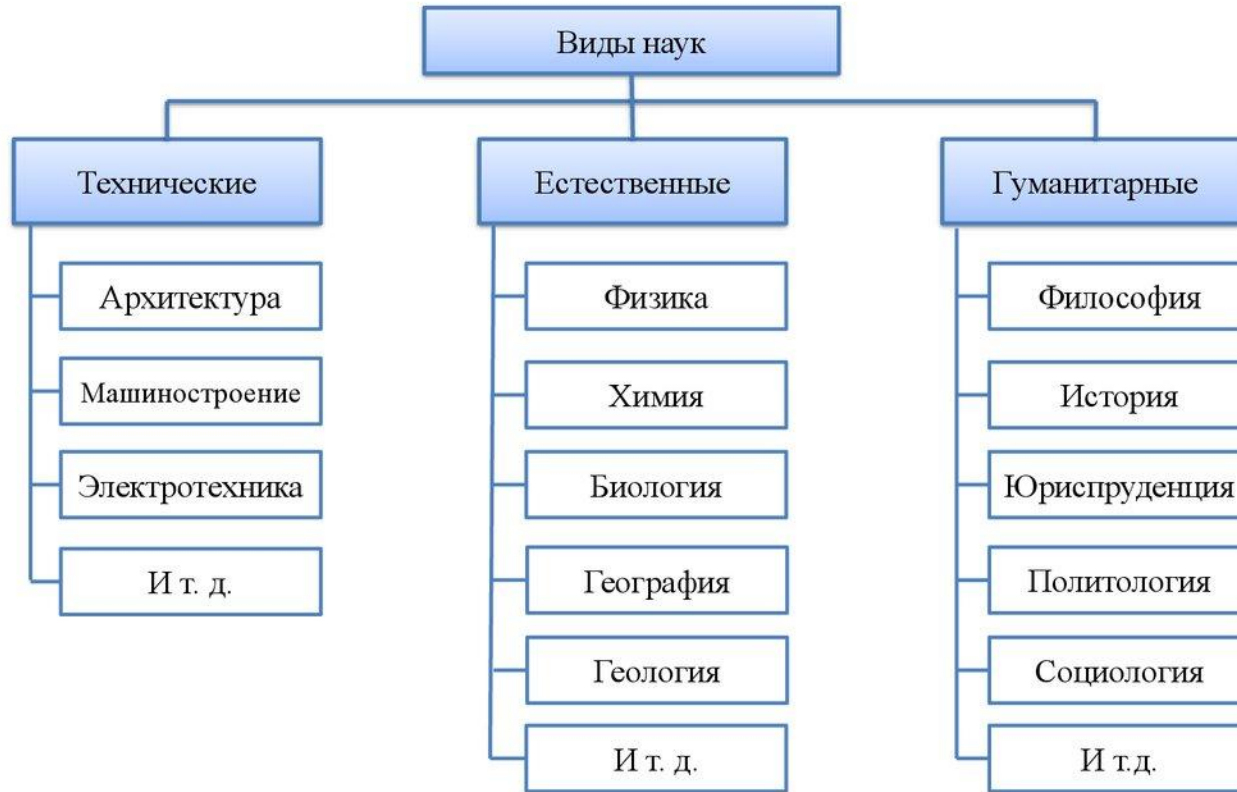 Виды наук
Технические
Архитектура
Машиностроение
Электротехника
И т. д.
Естественные
Физика
Химия
Биология
География
Геология
И т. д.
Гуманитарные
Философия
История
Юриспруденция
Политология
Социология
И т.д.